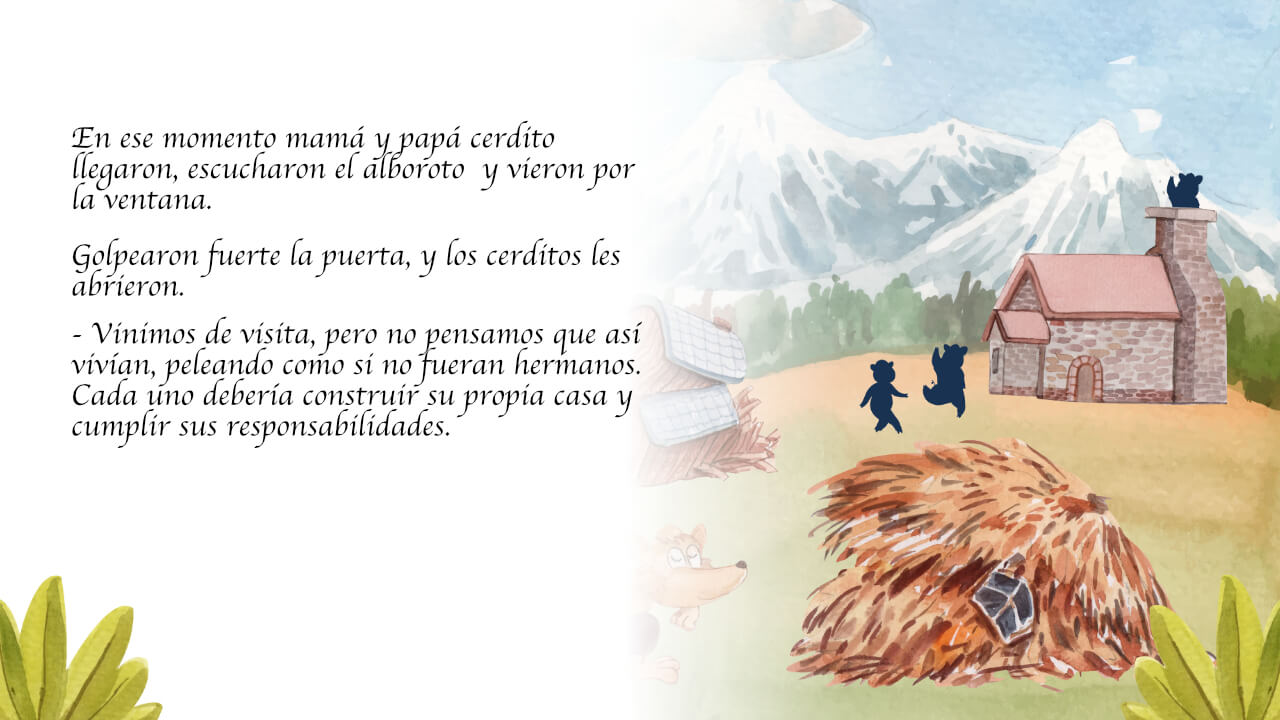 En ese momento mamá y papá cerdito
llegaron, escucharon el alboroto  y vieron por
la ventana.
Golpearon fuerte la puerta, y los cerditos les
abrieron.
- Vinimos de visita, pero no pensamos que así
vivían, peleando como si no fueran hermanos.
Cada uno debería construir su propia casa y
cumplir sus responsabilidades.